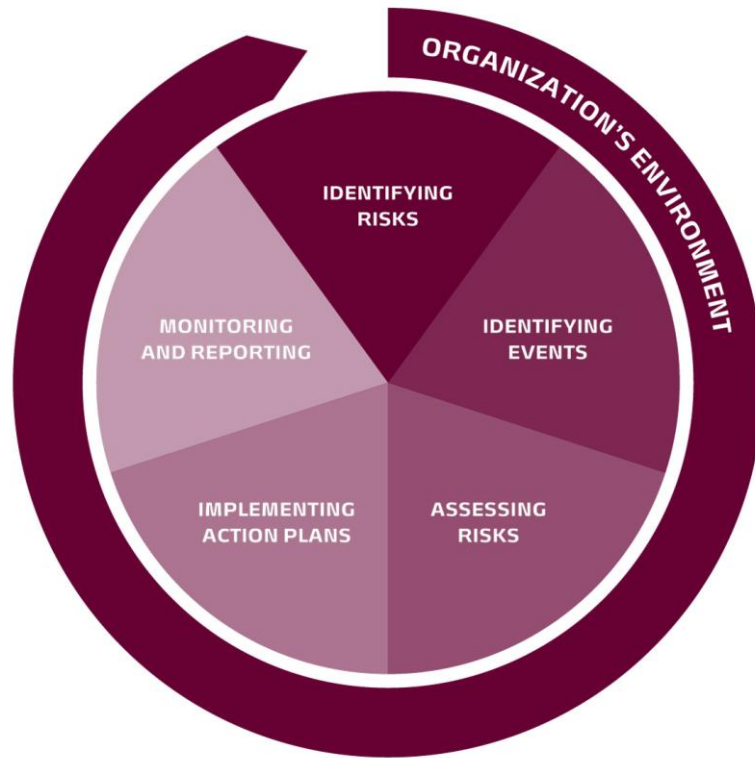 ORGANIZATION'S ENVIRONMENT
IDENTIFYING
RISKS
IDENTIFYING
EVENTS
ASSESSING
RISKS
IMPLEMENTING
ACTION PLANS
MONITORING
AND REPORTING